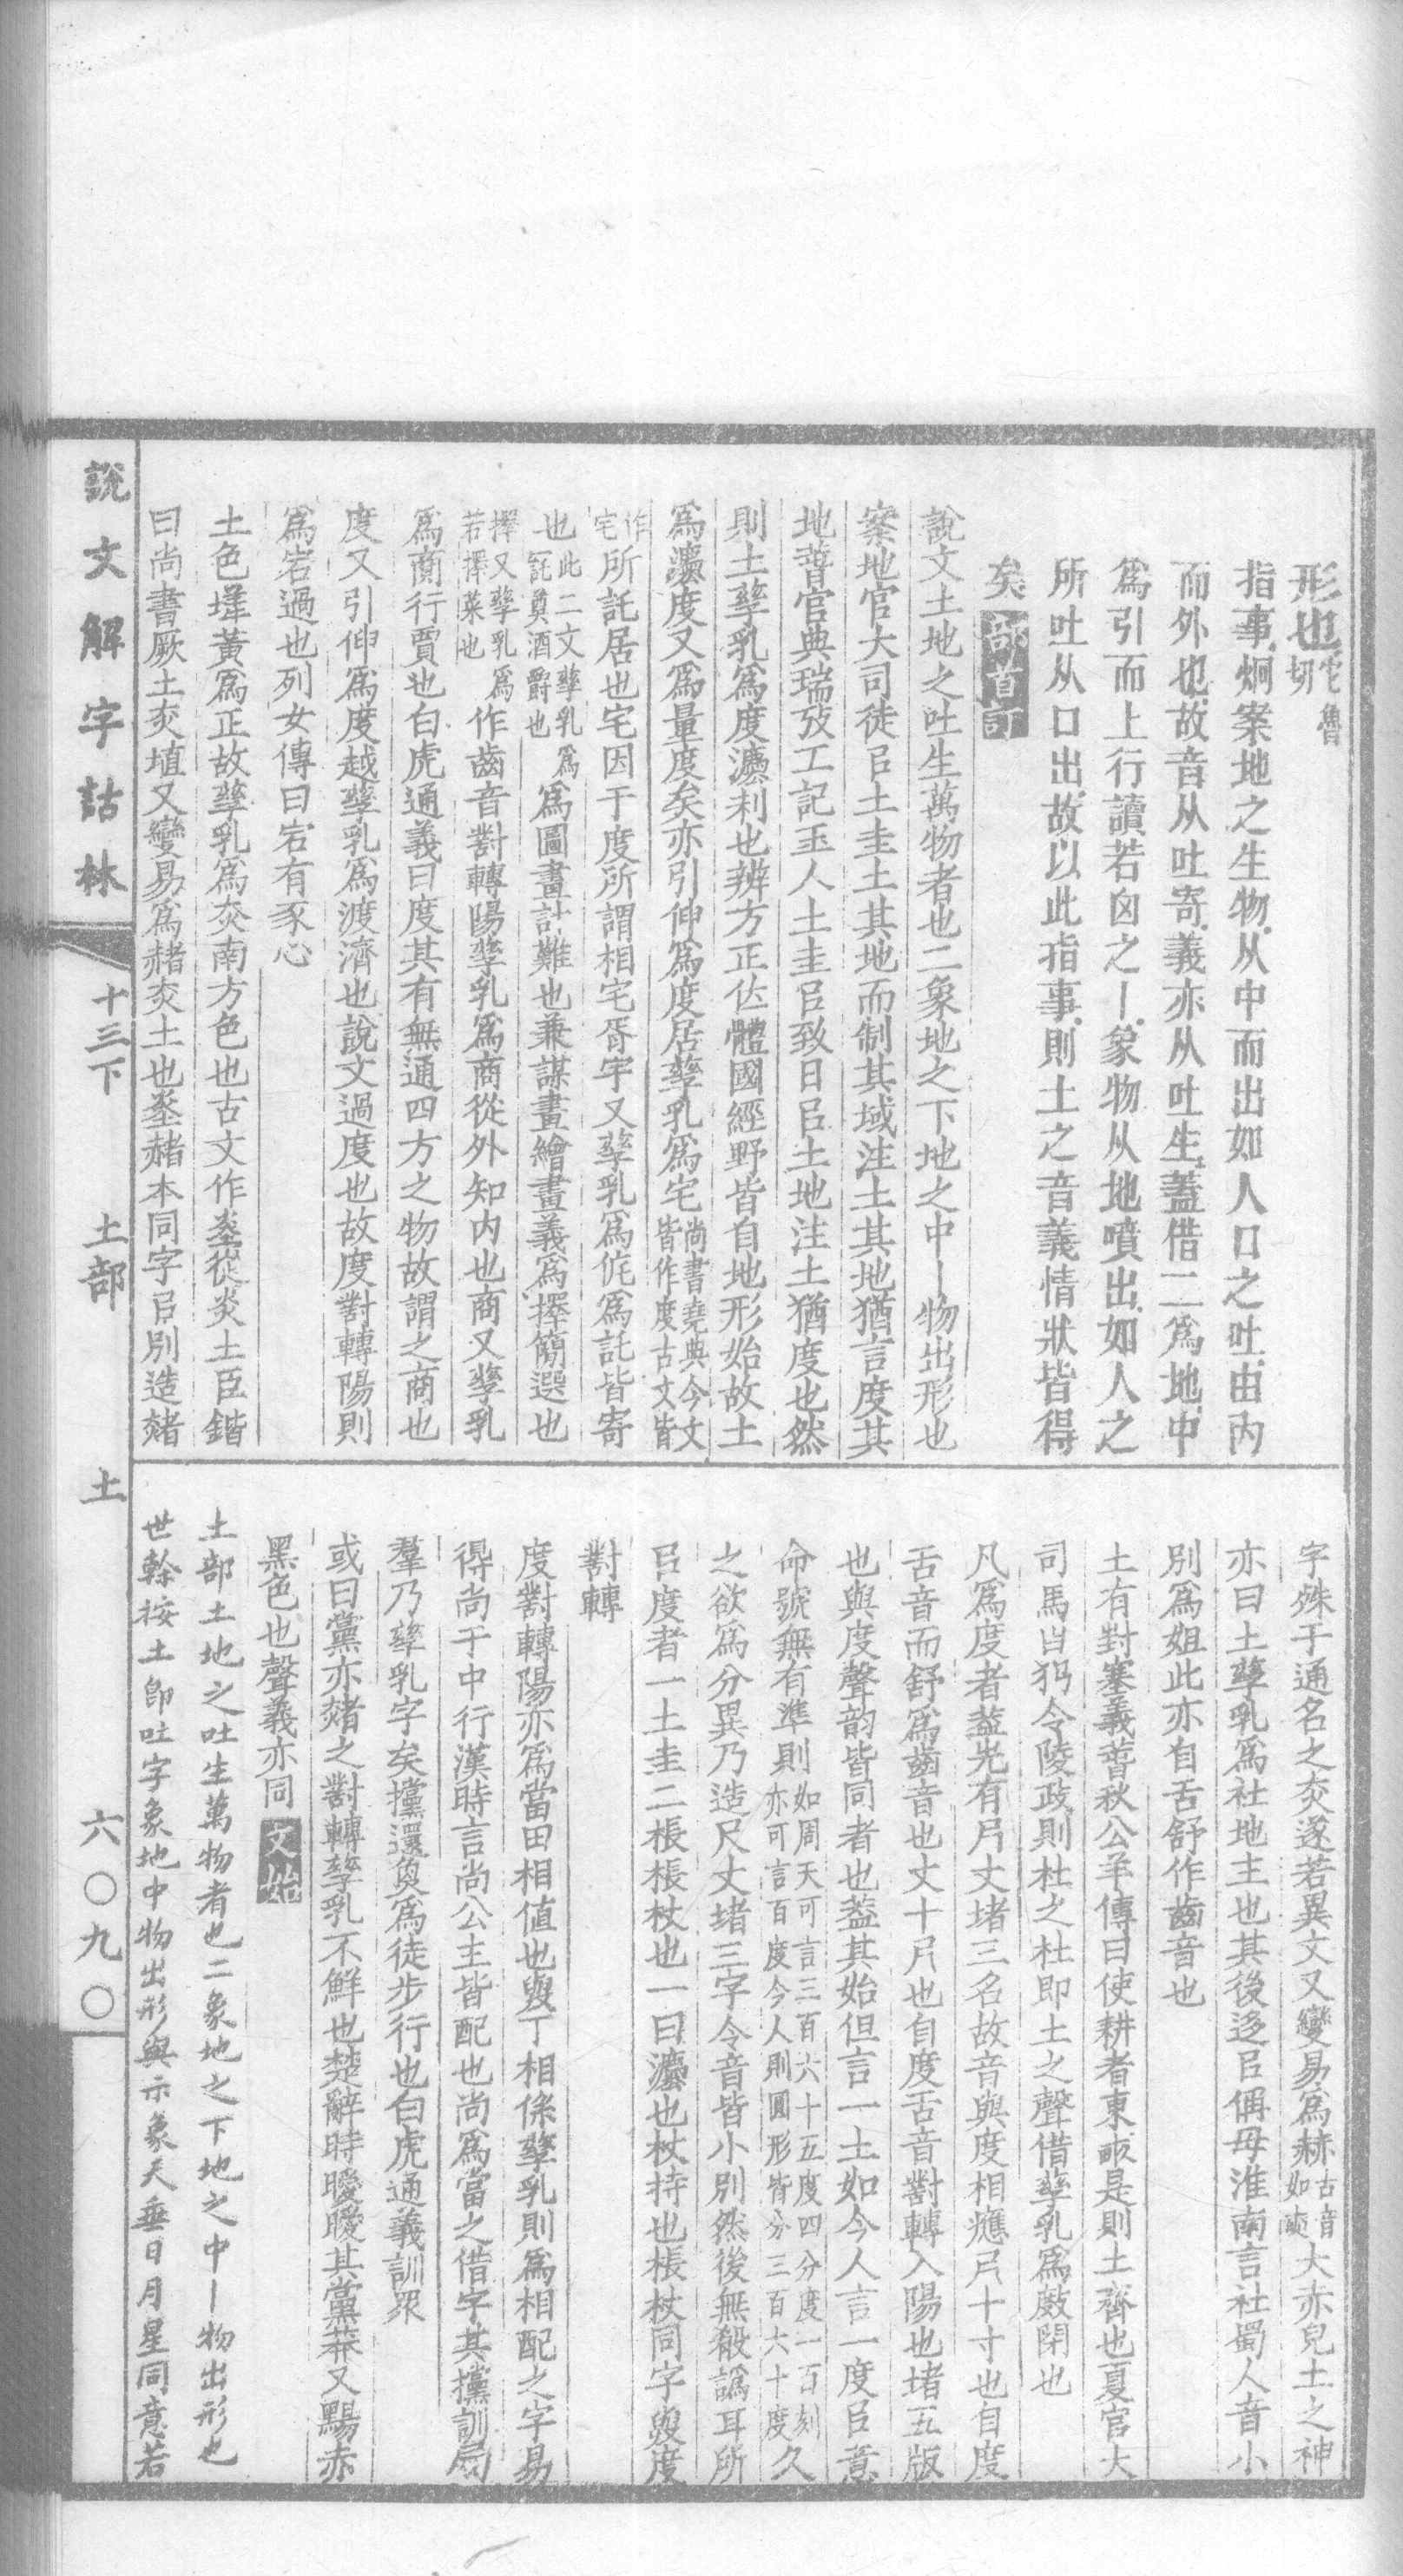 形也它魯切
指事炯案地之生物从中而出如人口之吐由内
而外也故音从吐寄義亦从吐生蓋借二爲地中
爲引而上行讀若囟之丨象物从地噴出如人之
所吐从口出故以此指事則土之音義情狀皆得
矣部首訂
說文土地之吐生萬物者也二象地之下地之中丨物出形也
案地官大司徒㠯土圭土其地而制其域注土其地猶言度其
地春官典瑞攷工記玉人土圭㠯致日㠯土地注土猶度也然
則土孳乳爲度灋制也辨方正位體國經野皆自地形始故土
爲灋度又爲量度矣亦引伸爲度居孳乳爲宅尚書堯典今文皆作度古文皆
作宅所託居也宅因于度所謂相宅胥宇又孳乳爲侂爲託皆寄
也此二文孳乳爲㓃奠酒爵也爲圖畫計難也兼謀畫繪畫義爲擇簡選也
擇又孳乳爲若擇菜也作齒音對轉陽孳乳爲商從外知内也商又孳乳
爲賣行賈也白虎通義曰度其有無通四方之物故謂之商也
度又引伸爲度越孳乳爲渡濟也說文過度也故度對轉陽則
爲宕過也列女傳曰宕有豕心
土色墷黃爲正故孳乳爲赤南方色也古文作烾從炎土臣鍇
曰尚書厥土赤埴又變易爲赭赤土也烾赭本同字㠯別造赭
字殊于通名之赤遂若異文又變易爲赫古音如赩大赤皃土之神
亦曰土孳乳爲社地主也其後迻㠯偁母淮南言社蜀人音小
別爲姐此亦自舌舒作齒音也
土有對塞義春秋公羊傳曰使耕者東畝是則土齊也夏官大
司馬曰犯令陵政則杜之杜即土之聲借孳乳爲敷閉也
凡爲度者蓋先有尺丈堵三名故音與度相應尺十寸也自度
舌音而舒爲齒音也丈十尺也自度舌音對轉入陽也堵五版
也與度聲韵皆同者也蓋其始但言一土如今人言一度㠯意
命號無有準則如周天可言三百六十五度四分度一百刻亦可言百度今人則圓形皆分三百六十度久
之欲爲分異乃造尺丈堵三字令音皆小別然後無殽譌耳所
㠯度者一土圭二棖棖杖也一曰灋也杖持也棖杖同字與度
對轉
度對轉陽亦爲當田相值也與丁相係孳乳則爲相配之字易
得尚于中行漢時言尚公主皆配也尚爲當之借字其攩訓屬
羣乃孳乳字矣攩還與爲徒步行也白虎通義訓眾
或曰黨亦赭之對轉孳乳不鮮也楚辭時曖曖其黨莽又黮赤
黑色也聲義亦同文始
土部土地之吐生萬物者也二象地之下地之中丨物出形也
世榦按土卽吐字象地中物出形與示象天垂日月星同意若
說文解字詁林　十三下　土部　土　六〇九〇